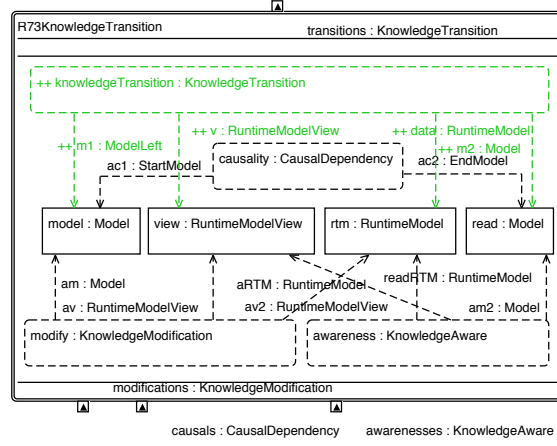 R73KnowledgeTransition
transitions : KnowledgeTransition
++ knowledgeTransition : KnowledgeTransition
++ v : RuntimeModelView
++ data : RuntimeModel
++ m1 : ModelLeft
++ m2 : Model
causality : CausalDependency
ac1 : StartModel
ac2 : EndModel
model : Model
view : RuntimeModelView
rtm : RuntimeModel
read : Model
am : Model
aRTM : RuntimeModel
readRTM : RuntimeModel
av : RuntimeModelView
av2 : RuntimeModelView
am2 : Model
modify : KnowledgeModification
awareness : KnowledgeAware
modifications : KnowledgeModification
causals : CausalDependency
awarenesses : KnowledgeAware